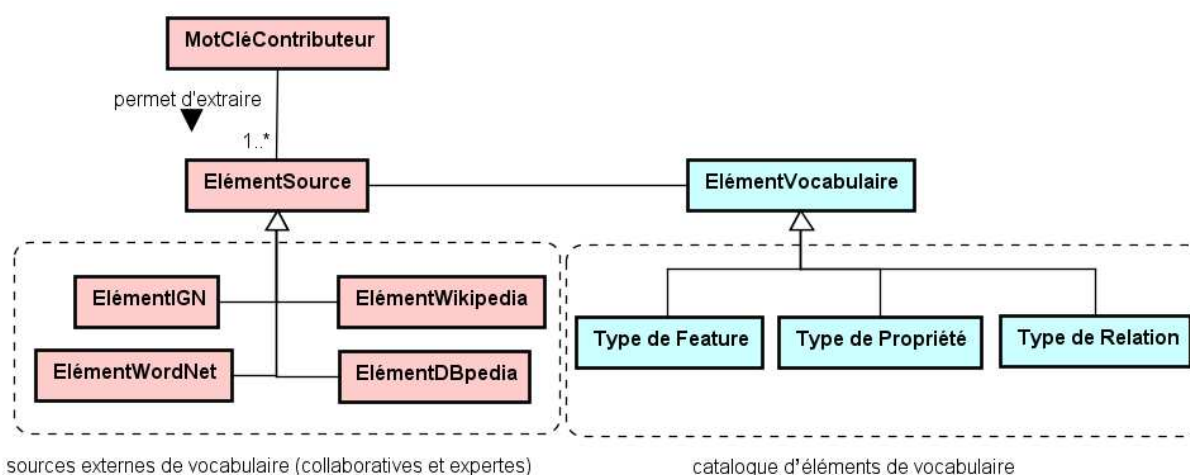 MotCléContributeur
permet d'extraire
1..*
ElémentSource
ElémentVocabulaire
ElémentIGN
ElémentWikipedia
ElémentWordNet
ElémentDBpedia
Type de Feature
Type de Propriété
Type de Relation
sources externes de vocabulaire (collaboratives et expertes)
catalogue d'éléments de vocabulaire